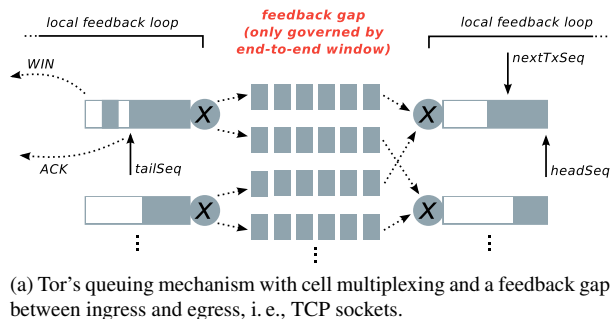 local feedback loop
feedback gap
(only governed by
end-to-end window)
local feedback loop
WIN
nextTxSeq
X
X
ACK
tailSeq
headSeq
X
X
(a) Tor's queuing mechanism with cell multiplexing and a feedback gap
between ingress and egress, i. e., TCP sockets.